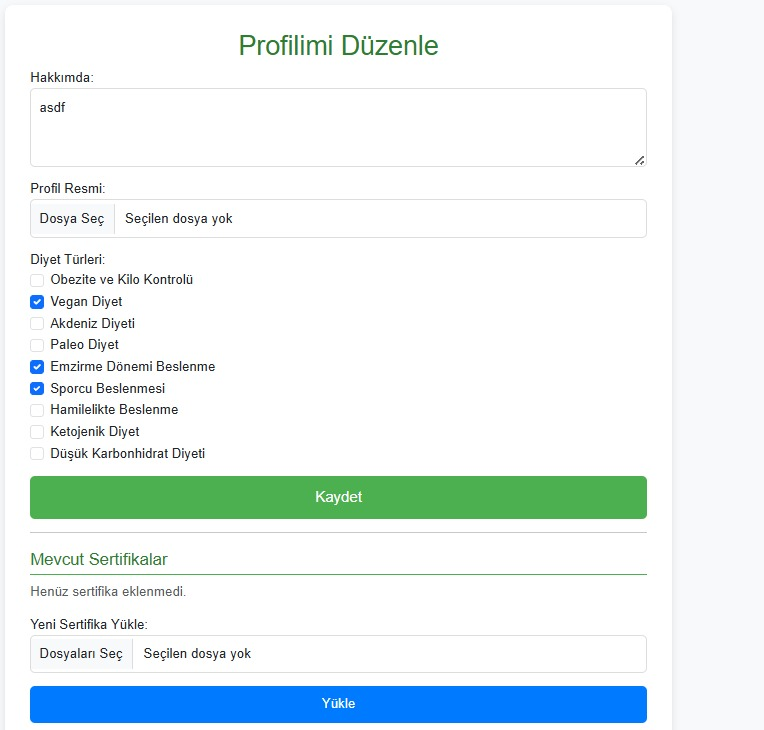 Profilimi Düzenle
Hakkımda:
asdf
Profil Resmi:
Dosya Seç Seçilen dosya yok
Diyet Türleri:
Obezite ve Kilo Kontrolü
Vegan Diyet
Akdeniz Diyeti
Paleo Diyet
Emzirme Dönemi Beslenme
Sporcu Beslenmesi
Hamilelikte Beslenme
Ketojenik Diyet
Düşük Karbonhidrat Diyeti
Kaydet
Mevcut Sertifikalar
Henüz sertifika eklenmedi.
Yeni Sertifika Yükle:
Dosyaları Seç Seçilen dosya yok
Yükle